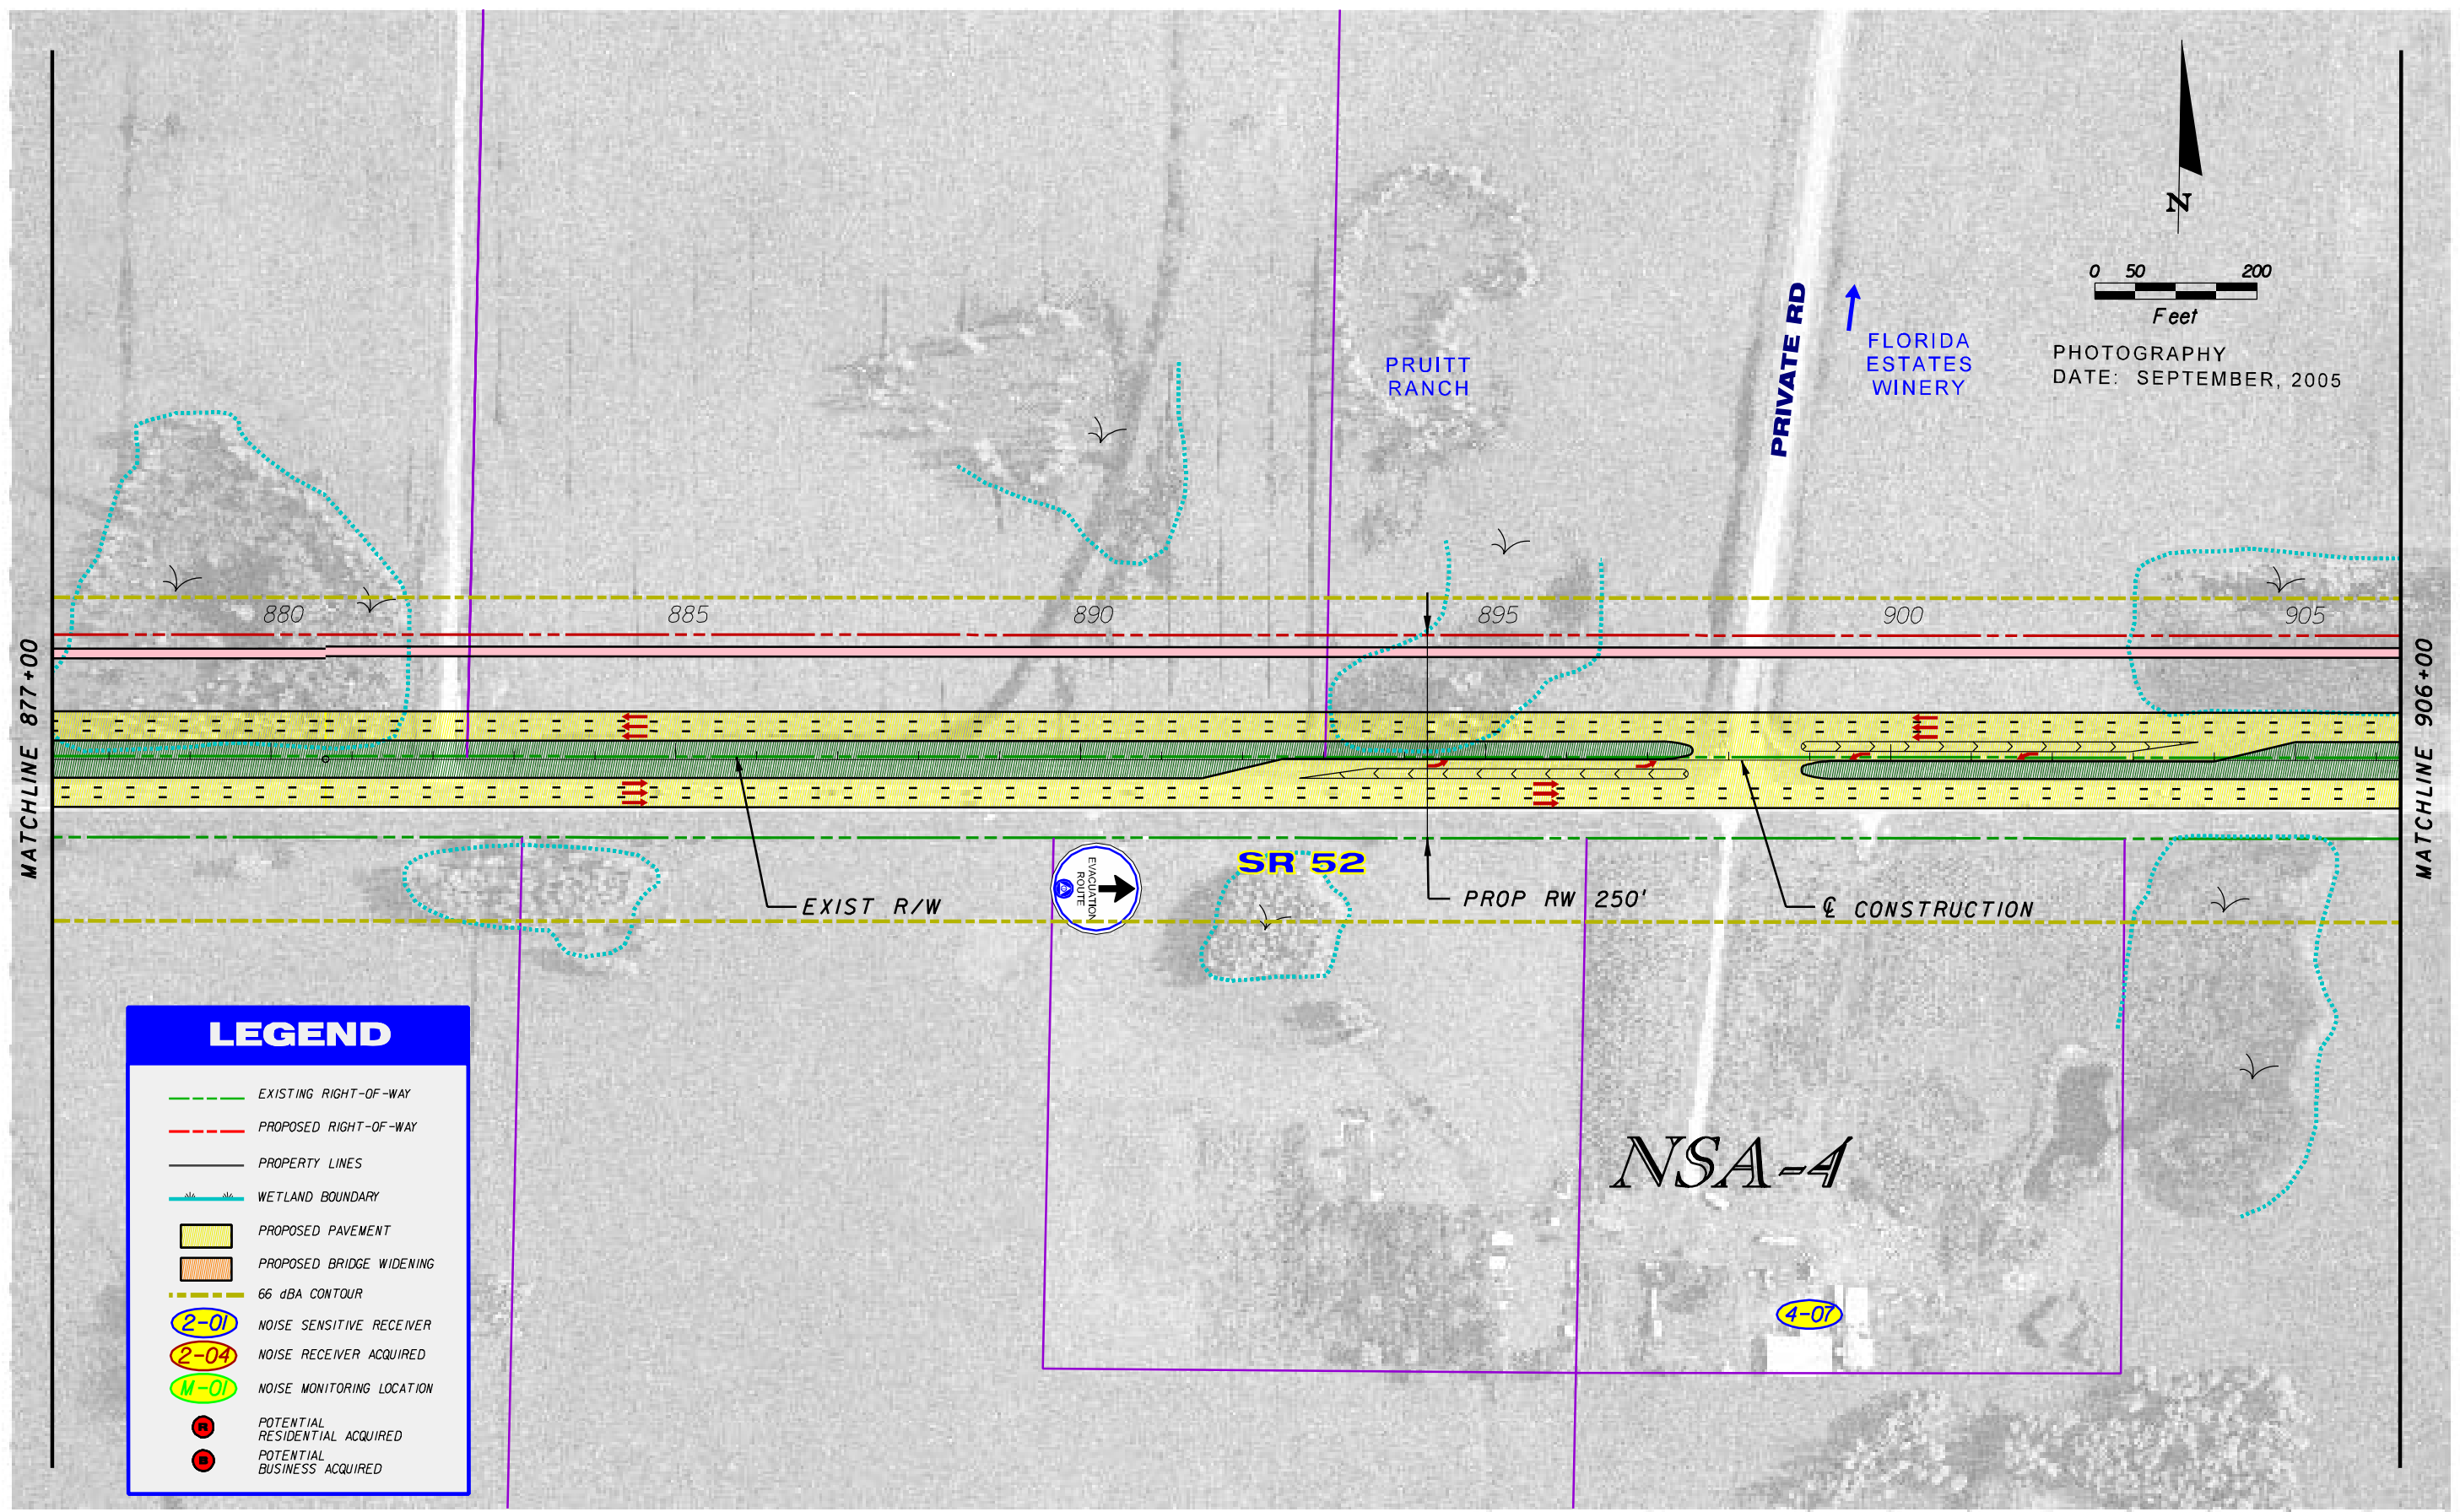 N
0 50 200
Feet
PHOTOGRAPHY
DATE: SEPTEMBER, 2005
PRIVATE RD
FLORIDA
ESTATES
WINERY
PRUITT
RANCH
880 885 890 895 900 905
MATCHLINE 877+00
MATCHLINE 906+00
EVACUATION
ROUTE
SR 52
EXIST R/W
PROP RW 250'
℄ CONSTRUCTION
NSA-4
4-07
LEGEND
EXISTING RIGHT-OF-WAY
PROPOSED RIGHT-OF-WAY
PROPERTY LINES
WETLAND BOUNDARY
PROPOSED PAVEMENT
PROPOSED BRIDGE WIDENING
66 dBA CONTOUR
2-01 NOISE SENSITIVE RECEIVER
2-04 NOISE RECEIVER ACQUIRED
M-01 NOISE MONITORING LOCATION
R POTENTIAL
RESIDENTIAL ACQUIRED
B POTENTIAL
BUSINESS ACQUIRED